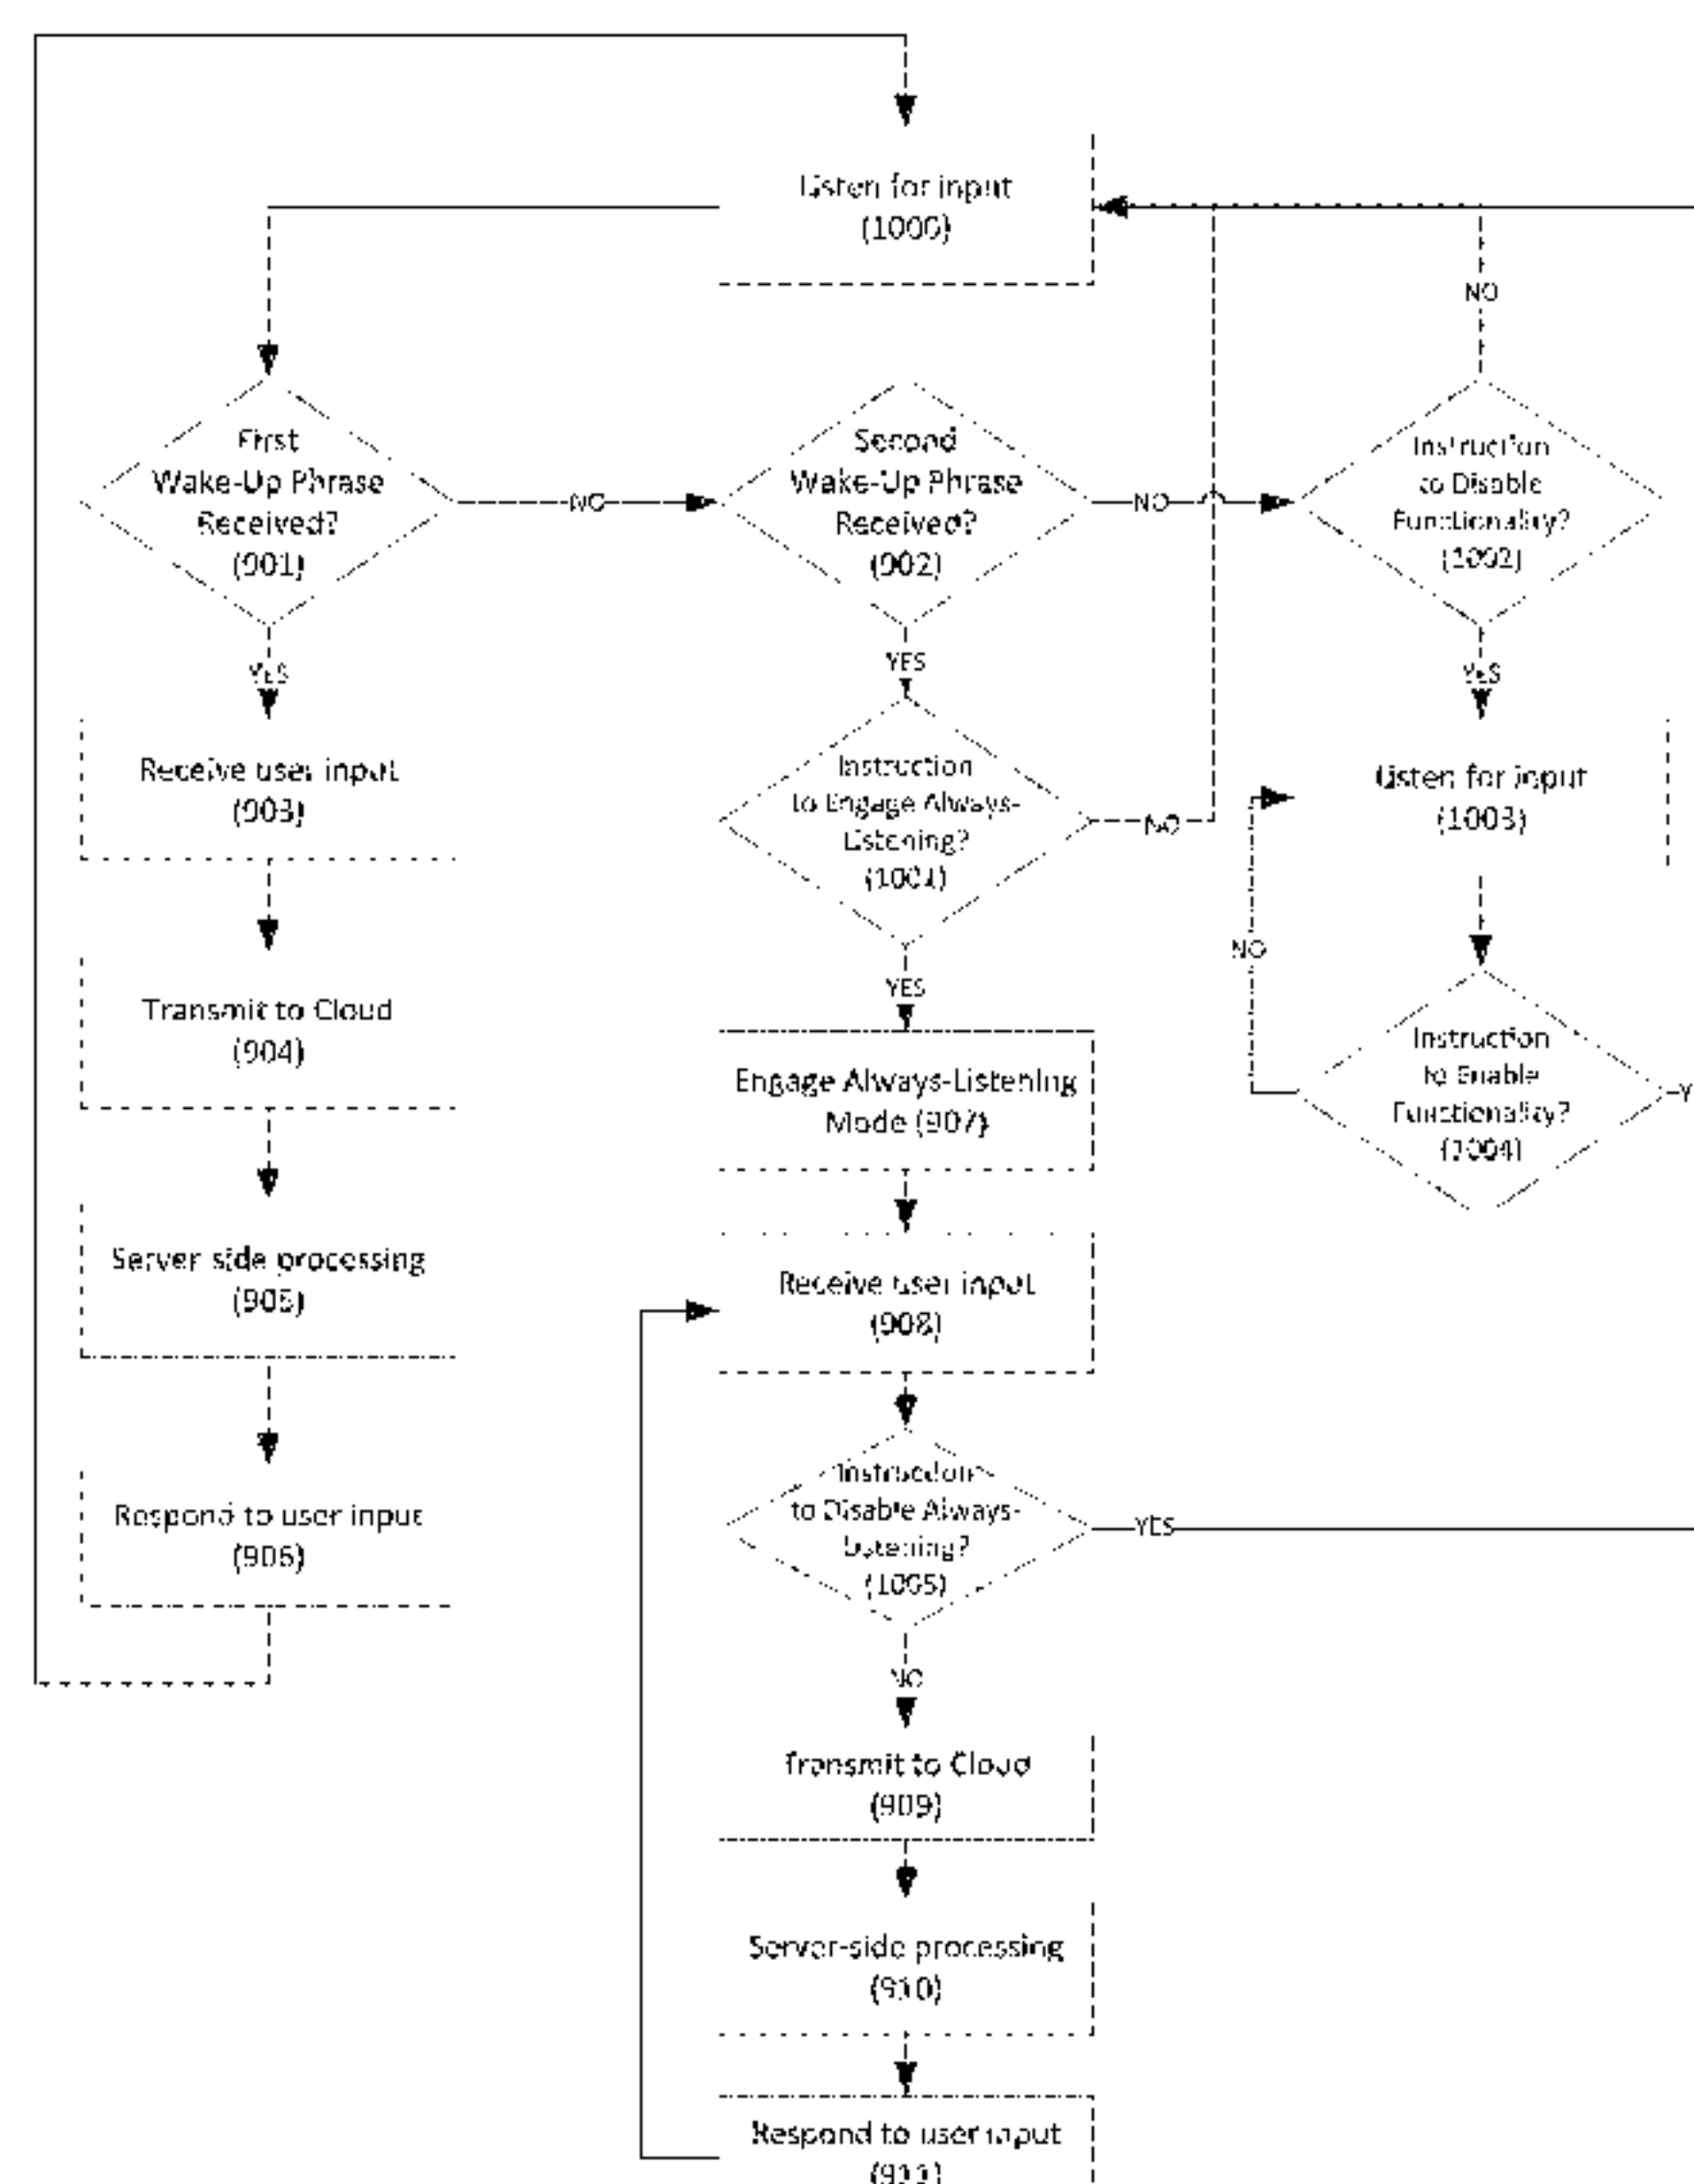 Listen for input
(1000)
NO
First
Wake-Up Phrase
Received?
(901)
NO
Second
Wake-Up Phrase
Received?
(902)
NO
Instruction
to Disable
Functionality?
(1002)
YES
YES
YES
Receive user input
(903)
Instruction
to Engage Always-
Listening?
(1001)
NO
Listen for input
(1003)
NO
YES
Transmit to Cloud
(904)
Engage Always-Listening
Mode (907)
Instruction
to Enable
Functionality?
(1004)
Y
Server side processing
(905)
Receive user input
(908)
Respond to user input
(906)
Instruction
to Disable Always-
Listening?
(1005)
YES
NO
Transmit to Cloud
(909)
Server-side processing
(910)
Respond to user input
(911)